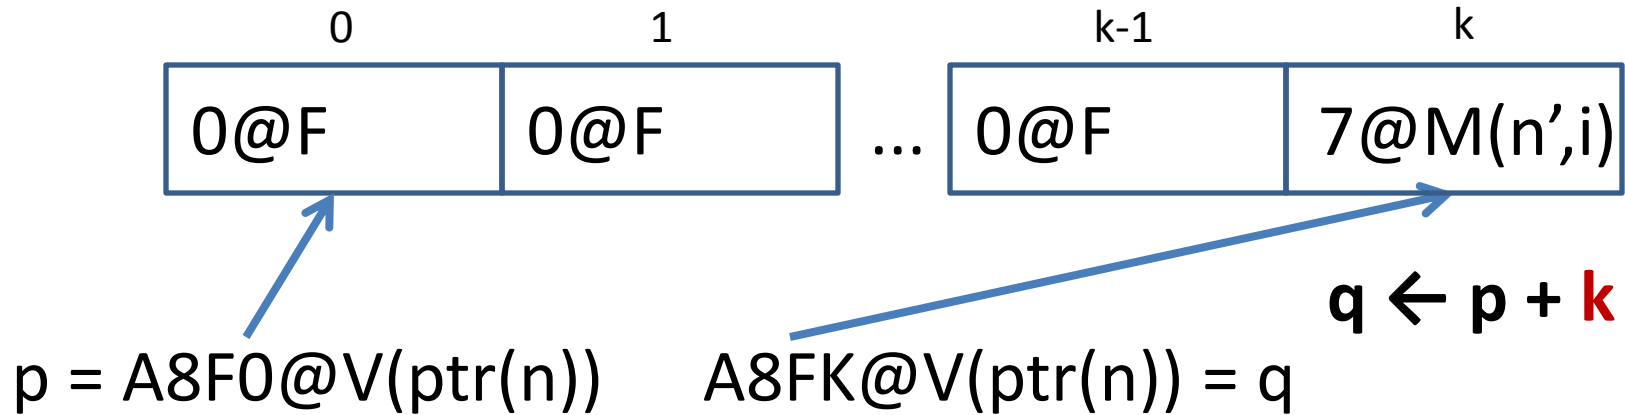 0 1 k-1 k
0@F 0@F ... 0@F 7@M(n’,i)
q ← p + k
p = A8F0@V(ptr(n)) A8FK@V(ptr(n)) = q